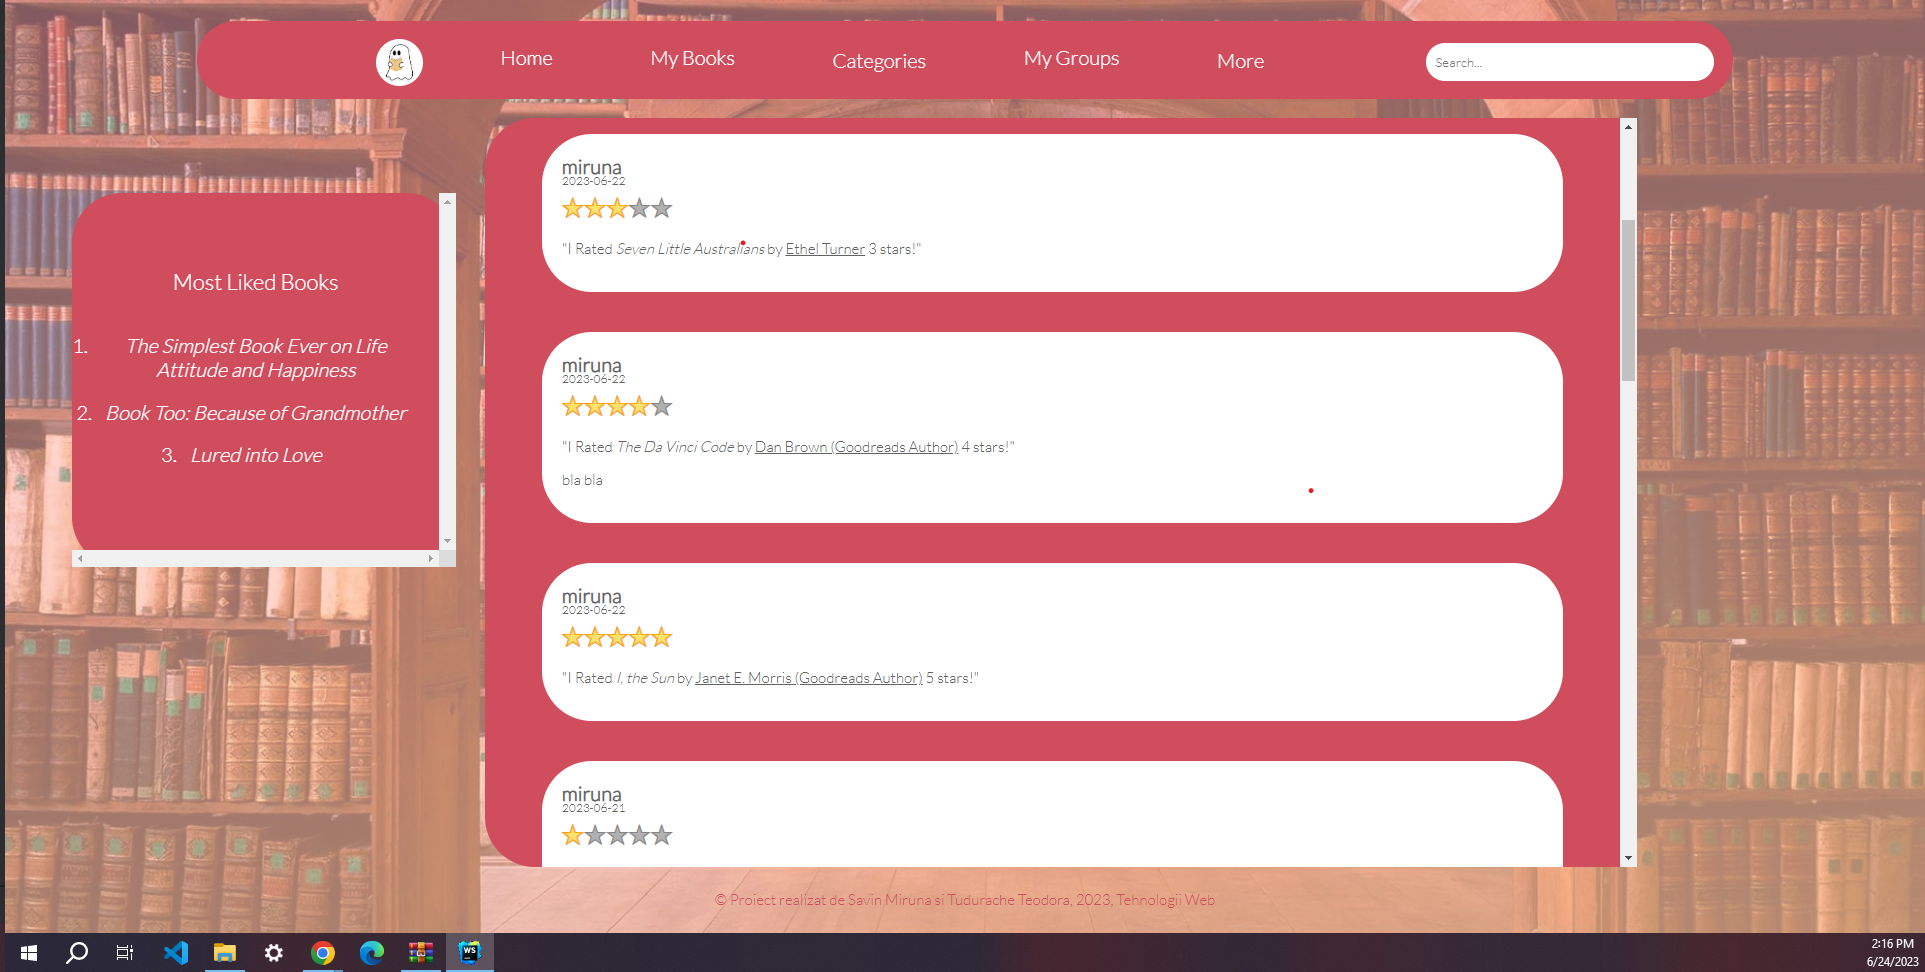 Home
My Books
Categories
My Groups
More
Search...
Most Liked Books
1. The Simplest Book Ever on Life
Attitude and Happiness
2. Book Too: Because of Grandmother
3. Lured into Love
miruna
2023-06-22
"I Rated Seven Little Australians by Ethel Turner 3 stars!"
miruna
2023-06-22
"I Rated The Da Vinci Code by Dan Brown (Goodreads Author) 4 stars!"
bla bla
miruna
2023-06-22
"I Rated I, the Sun by Janet E. Morris (Goodreads Author) 5 stars!"
miruna
2023-06-21
© Proiect realizat de Savin Miruna si Tudurache Teodora, 2023, Tehnologii Web
WS
2:16 PM
6/24/2023